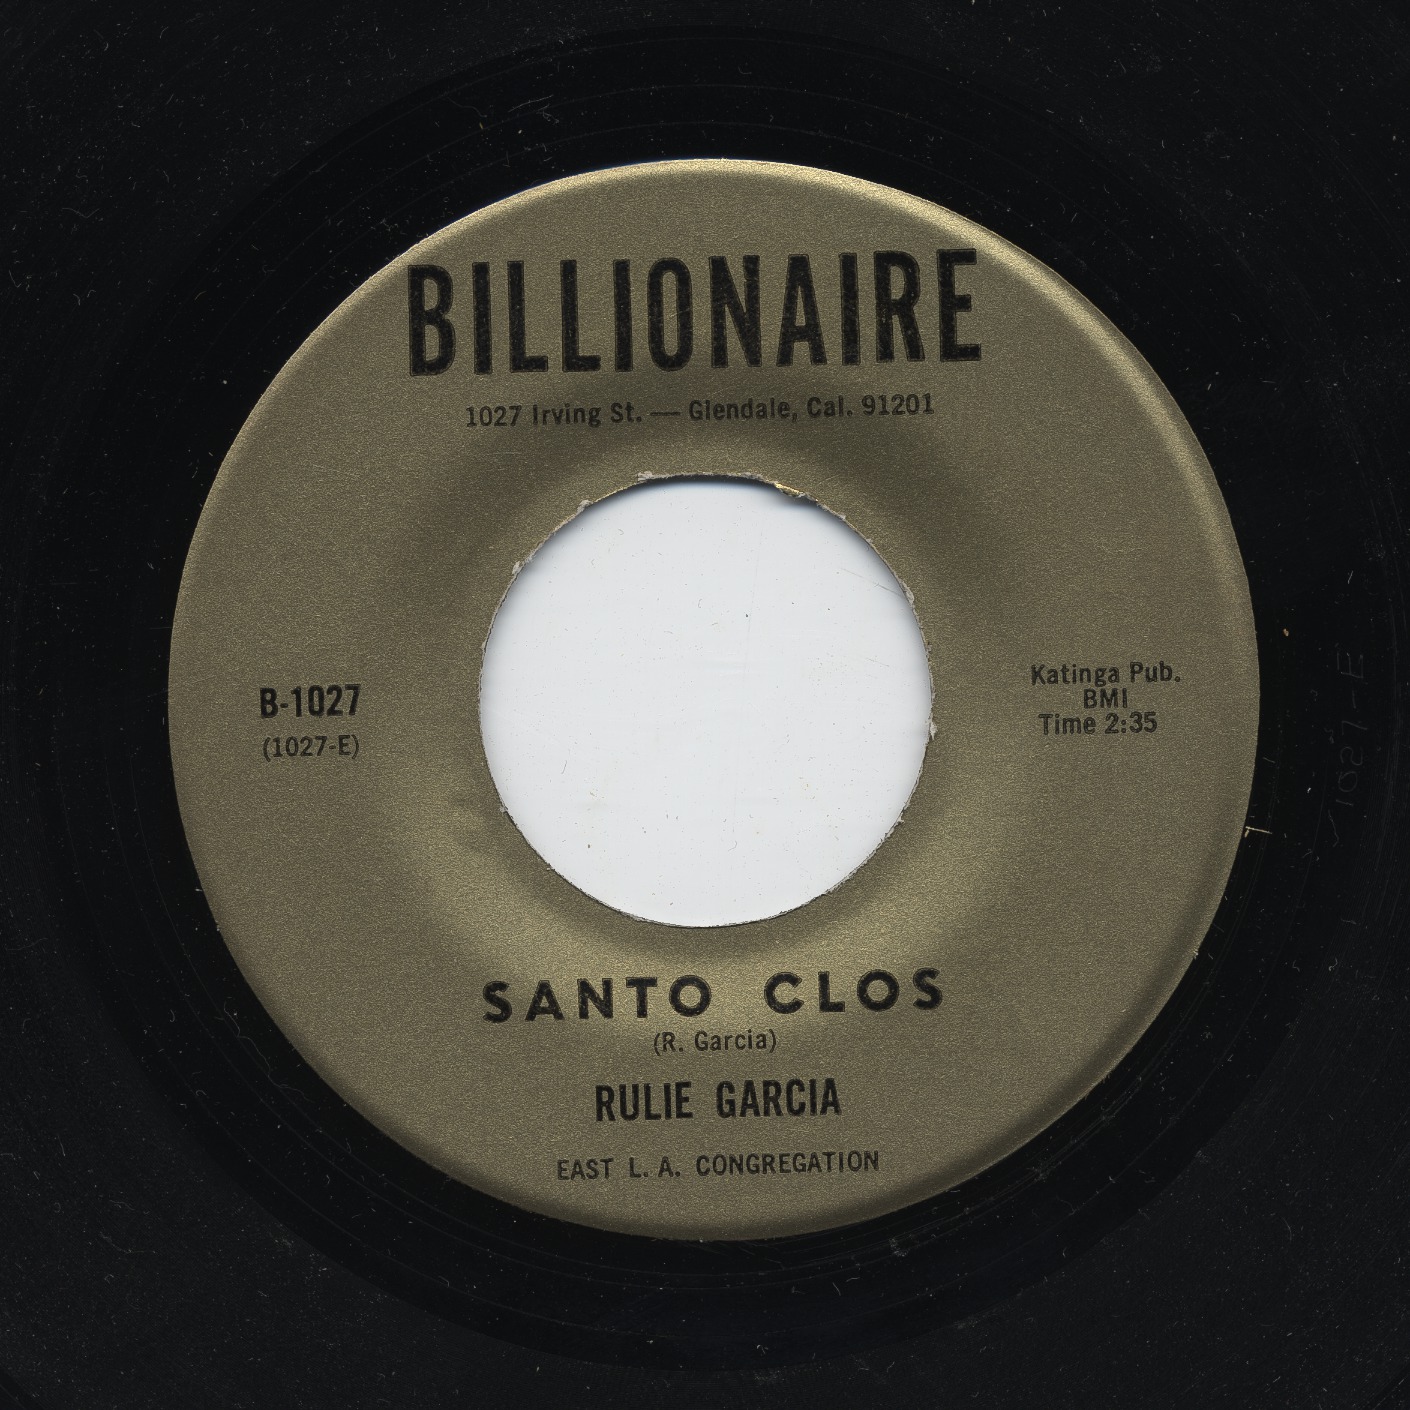 BILLIONAIRE
1027 Irving St. — Glendale, Cal. 91201
B-1027
(1027-E)
Katinga Pub.
BMI
Time 2:35
SANTO CLOS
(R. Garcia)
RULIE GARCIA
EAST L. A. CONGREGATION
1027-E